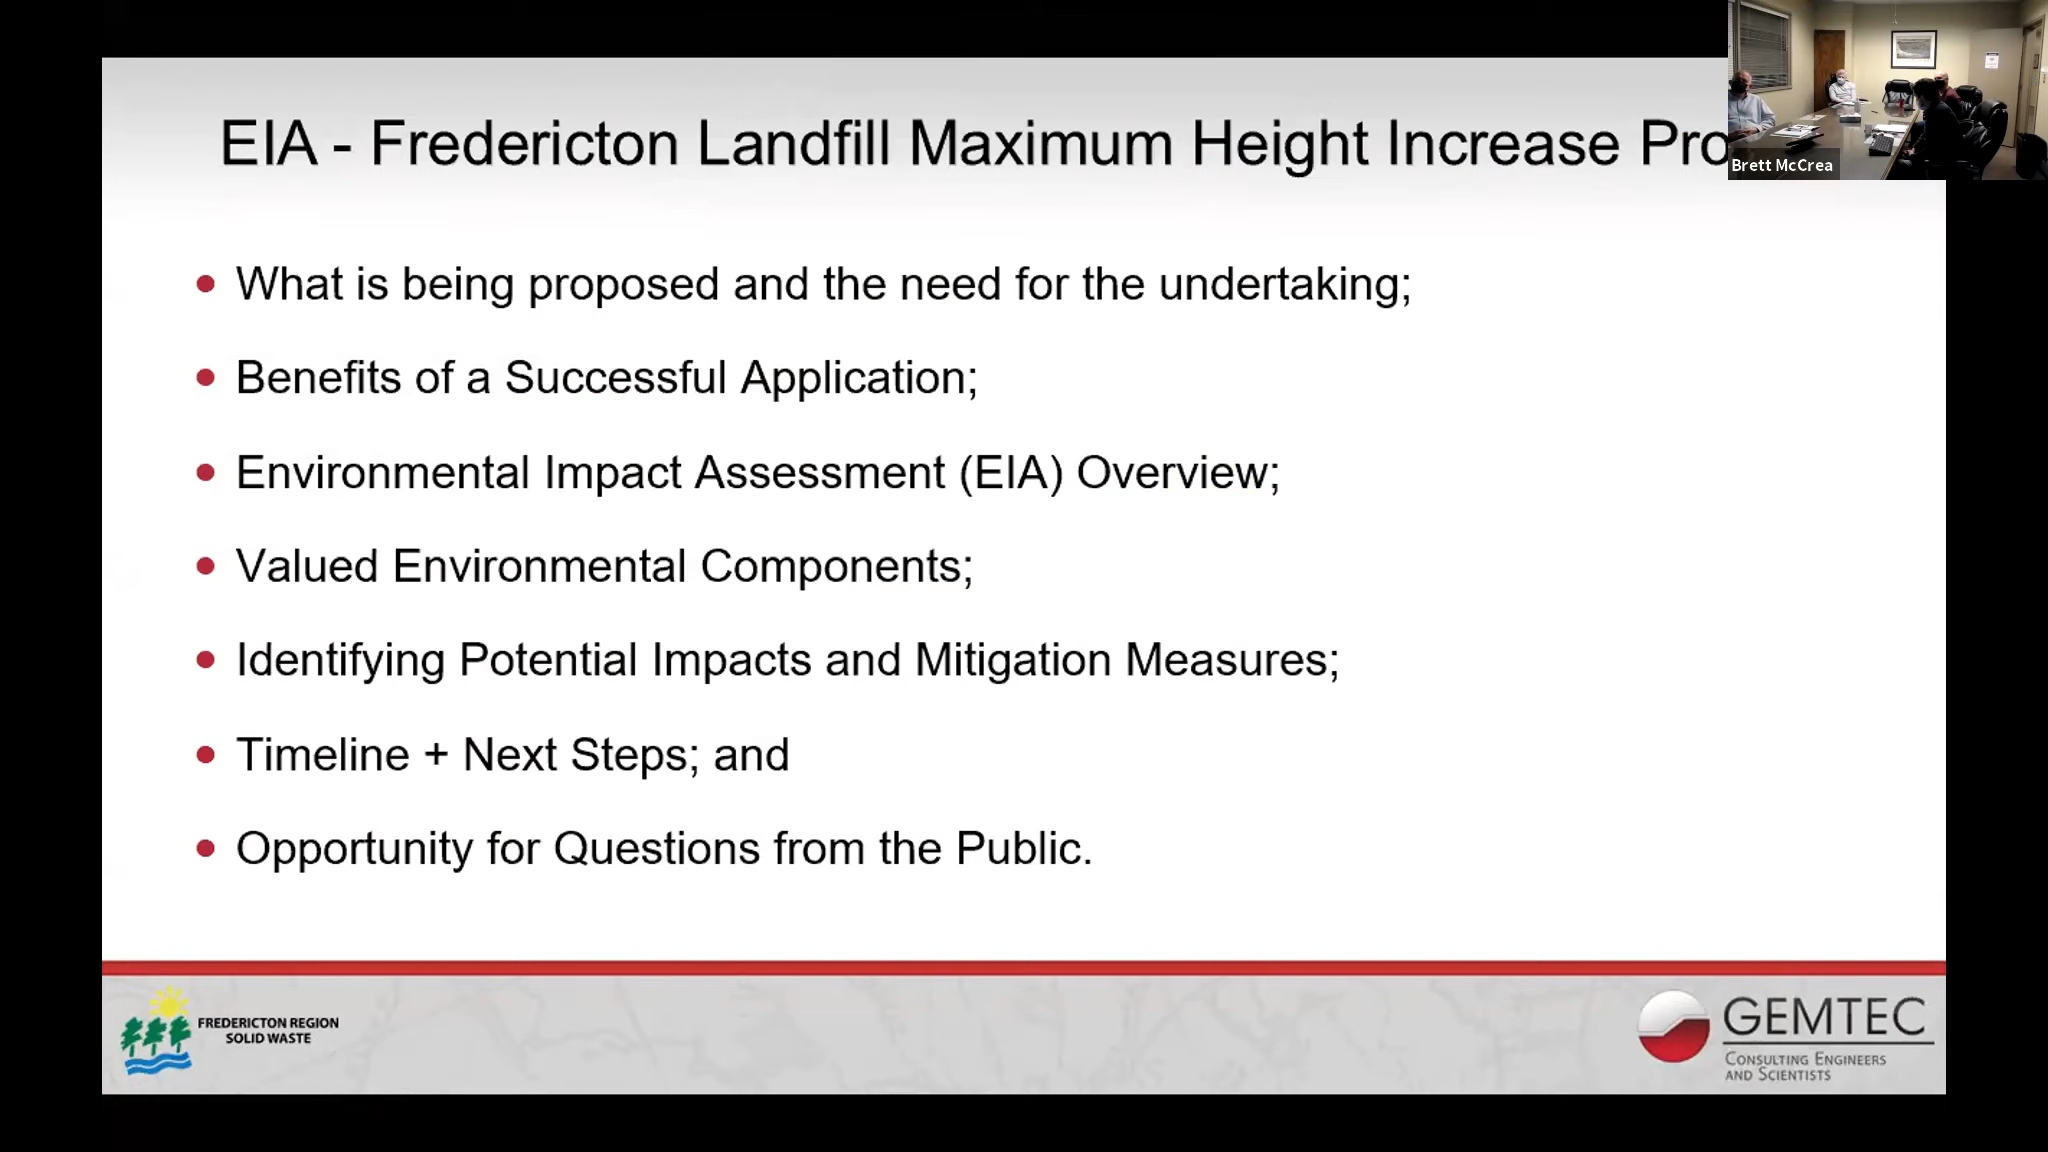 EIA - Fredericton Landfill Maximum Height Increase Pro
Brett McCrea
What is being proposed and the need for the undertaking;
Benefits of a Successful Application;
Environmental Impact Assessment (EIA) Overview;
Valued Environmental Components;
Identifying Potential Impacts and Mitigation Measures;
Timeline + Next Steps; and
Opportunity for Questions from the Public.
FREDERICTON REGION
SOLID WASTE
GEMTEC
CONSULTING ENGINEERS
AND SCIENTISTS